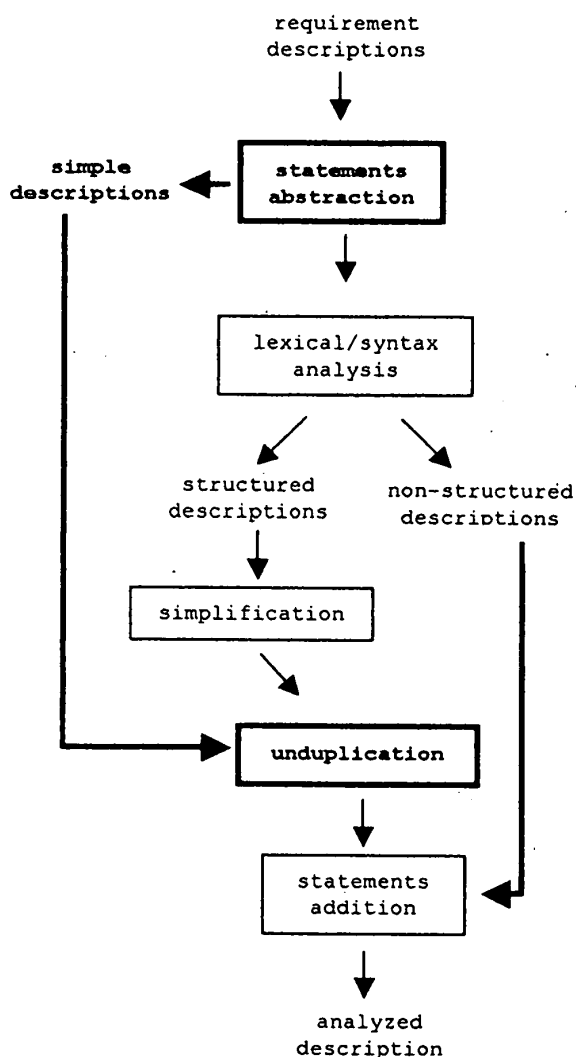 requirement
descriptions
simple
descriptions
statements
abstraction
lexical/syntax
analysis
structured
descriptions
non-structured
descriptions
simplification
unduplication
statements
addition
analyzed
description